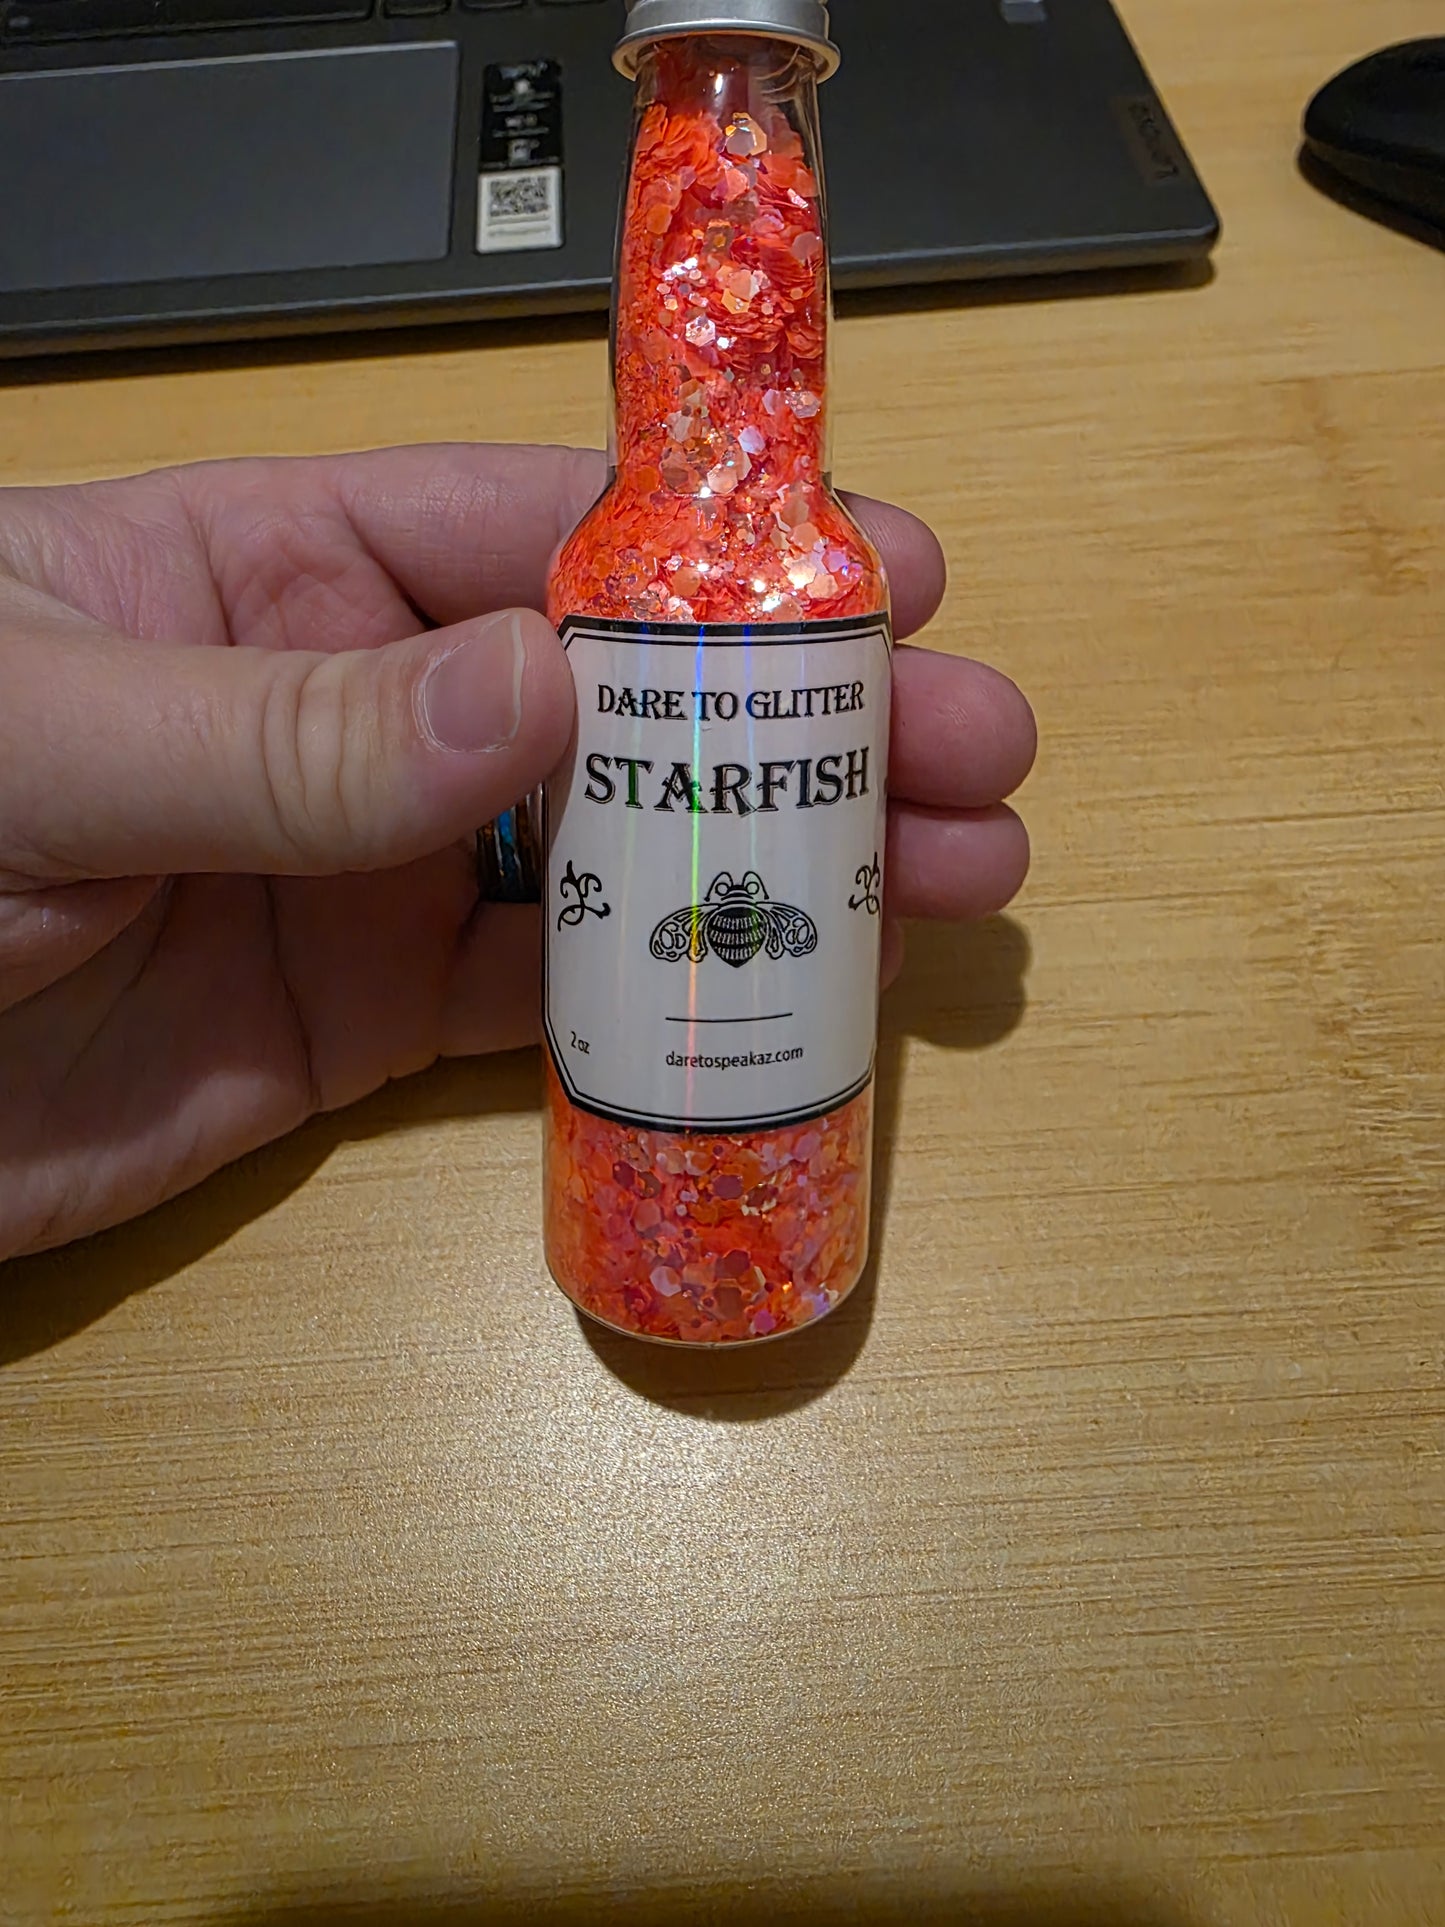 DARE TO GLITTER
STARFISH
2 oz
daretospeakaz.com